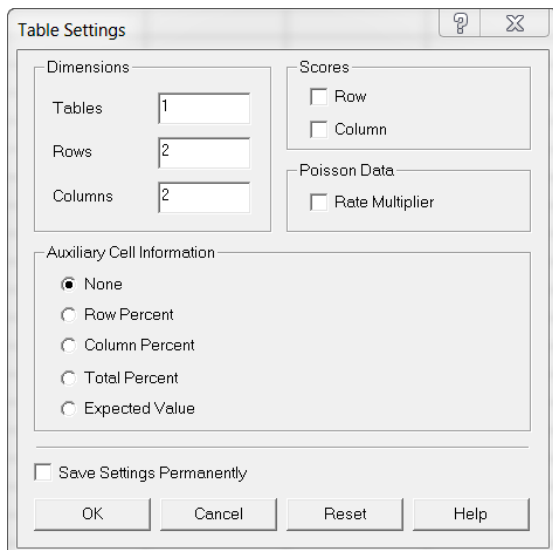 Table Settings
Dimensions
Tables 1
Rows 2
Columns 2
Scores
Row
Column
Poisson Data
Rate Multiplier
Auxiliary Cell Information
None
Row Percent
Column Percent
Total Percent
Expected Value
Save Settings Permanently
OK Cancel Reset Help